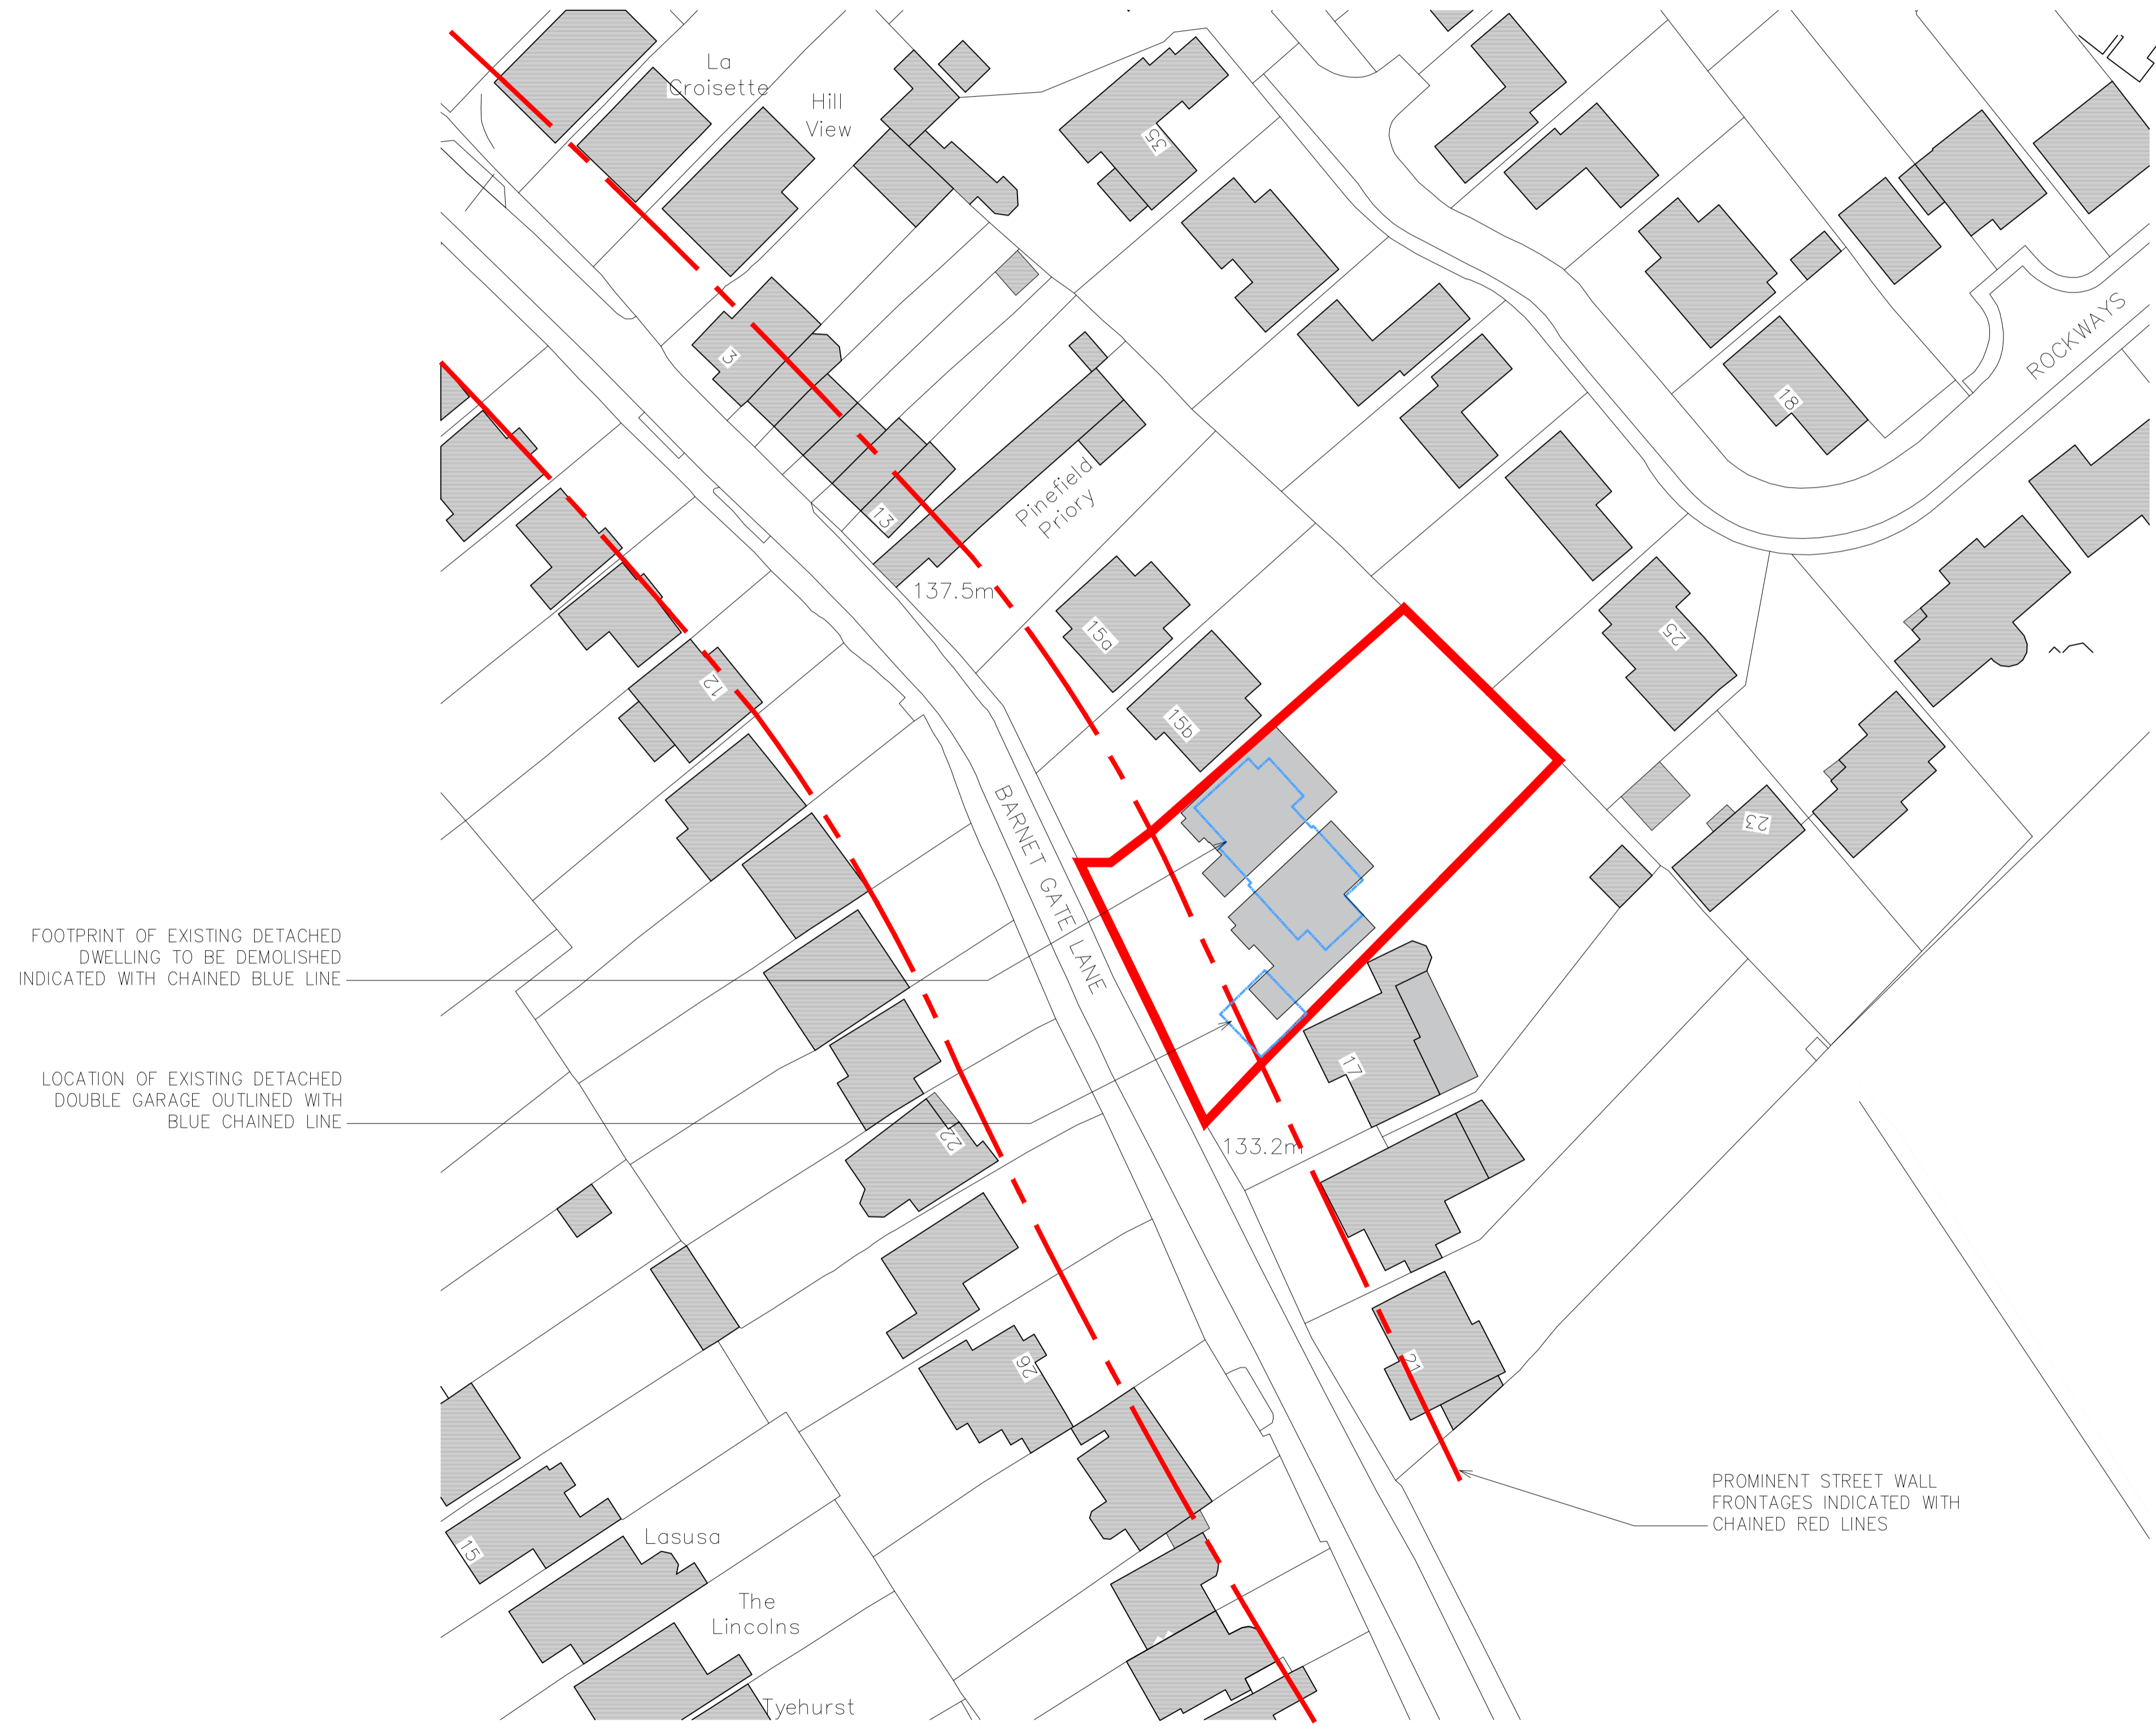 La
Croisette
Hill
View
35
3
13
18
ROCKWAYS
Pinefield
Priory
137.5m
15a
15b
25
12
23
BARNET GATE LANE
FOOTPRINT OF EXISTING DETACHED
DWELLING TO BE DEMOLISHED
INDICATED WITH CHAINED BLUE LINE
17
LOCATION OF EXISTING DETACHED
DOUBLE GARAGE OUTLINED WITH
BLUE CHAINED LINE
22
133.2m
26
21
PROMINENT STREET WALL
FRONTAGES INDICATED WITH
CHAINED RED LINES
15
Lasusa
The
Lincolns
Tyehurst